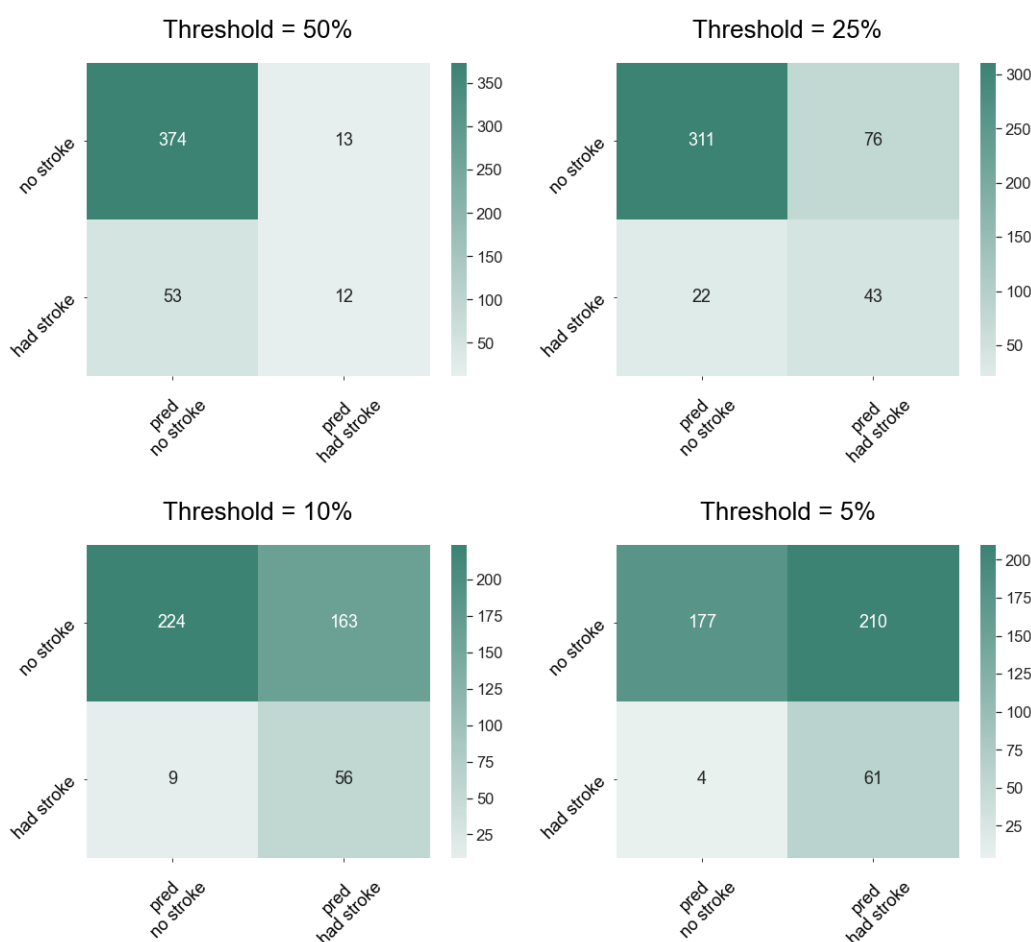 Threshold = 50%
no stroke
374
13
had stroke
53
12
pred
no stroke
pred
had stroke
350
300
250
200
150
100
50
Threshold = 25%
no stroke
311
76
had stroke
22
43
pred
no stroke
pred
had stroke
300
250
200
150
100
50
Threshold = 10%
no stroke
224
163
had stroke
9
56
pred
no stroke
pred
had stroke
200
175
150
125
100
75
50
25
Threshold = 5%
no stroke
177
210
had stroke
4
61
pred
no stroke
pred
had stroke
200
175
150
125
100
75
50
25